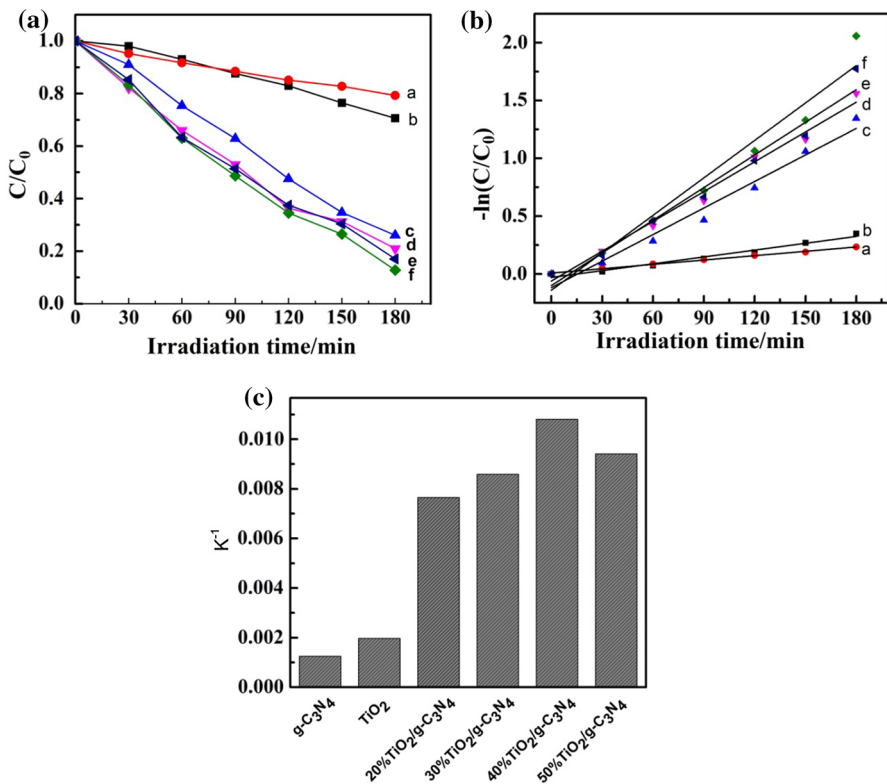 (a)
1.0
0.8
0.6
0.4
0.2
0.0
C/C₀
a
b
c
d
e
f
0 30 60 90 120 150 180
Irradiation time/min
(b)
2.0
1.5
1.0
0.5
0.0
-ln(C/C₀)
f
e
d
c
b
a
0 30 60 90 120 150 180
Irradiation time/min
(c)
0.010
0.008
0.006
0.004
0.002
0.000
K⁻¹
g-C₃N₄
TiO₂
20%TiO₂/g-C₃N₄
30%TiO₂/g-C₃N₄
40%TiO₂/g-C₃N₄
50%TiO₂/g-C₃N₄